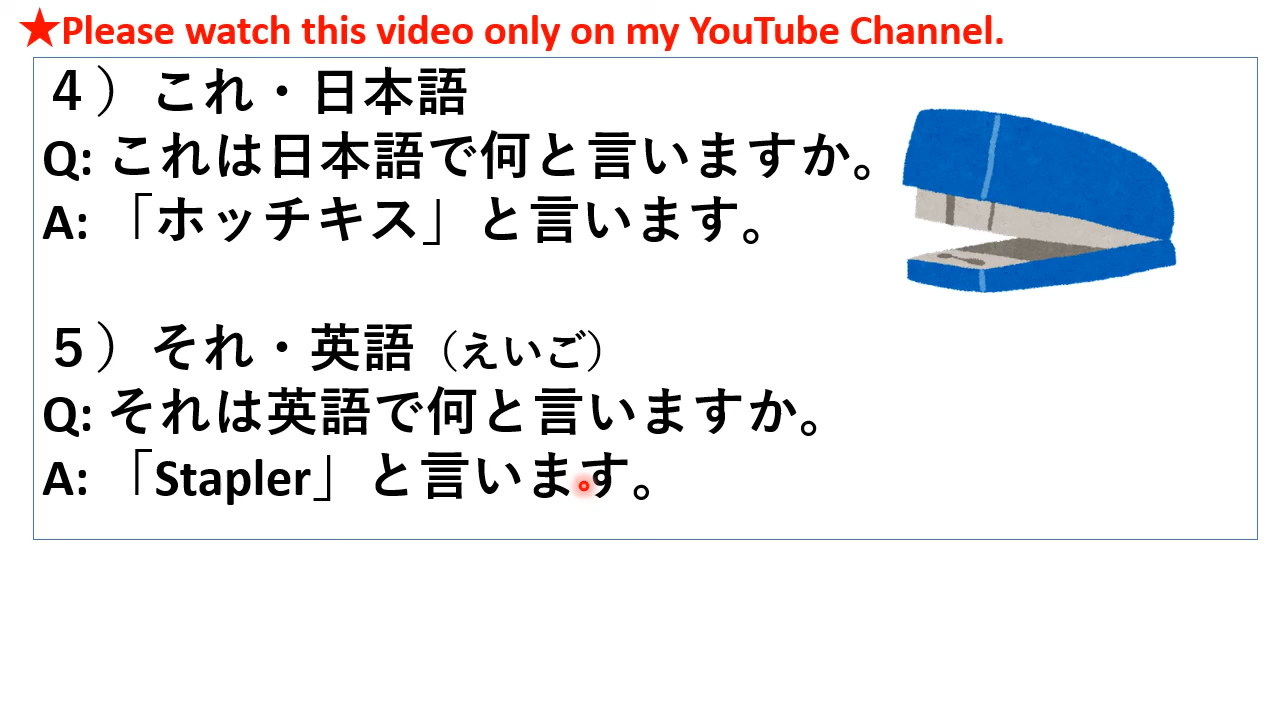 ★Please watch this video only on my YouTube Channel.
４）これ・日本語
Q: これは日本語で何と言いますか。
A: 「ホッチキス」と言います。
５）それ・英語（えいご）
Q: それは英語で何と言いますか。
A: 「Stapler」と言います。